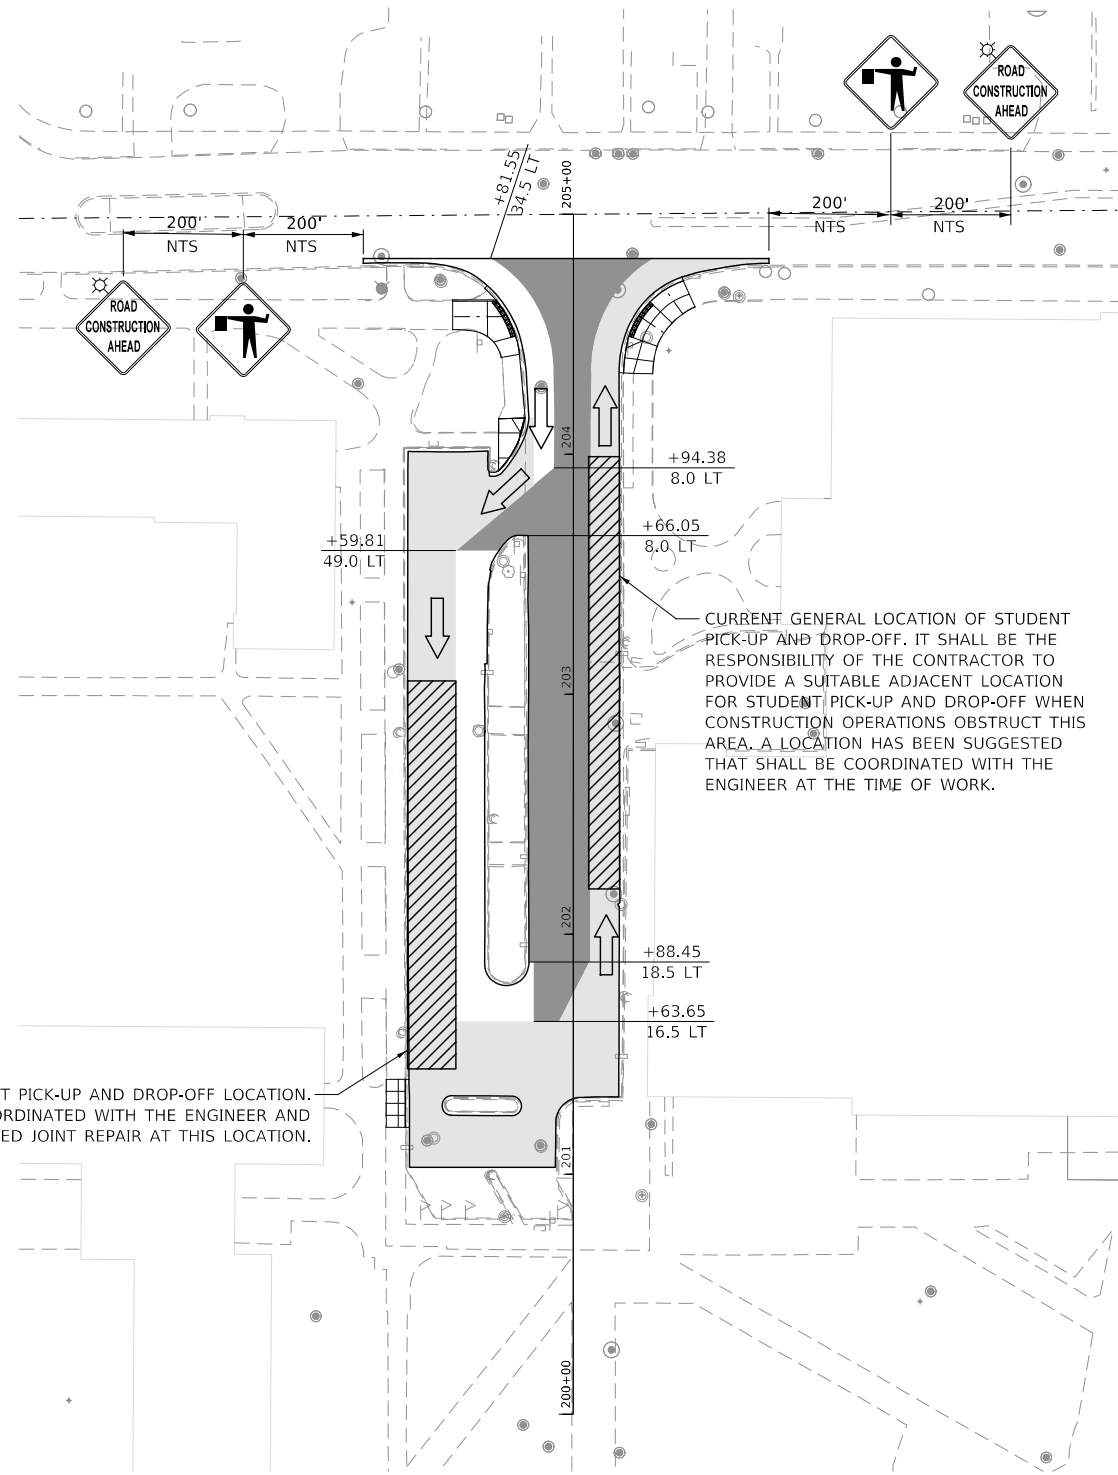 ROAD
CONSTRUCTION
AHEAD
+81.55
34.5 LT
205+00
200'
NTS
200'
NTS
200'
NTS
200'
NTS
ROAD
CONSTRUCTION
AHEAD
204
+94.38
8.0 LT
+66.05
8.0 LT
+59.81
49.0 LT
CURRENT GENERAL LOCATION OF STUDENT
PICK-UP AND DROP-OFF. IT SHALL BE THE
RESPONSIBILITY OF THE CONTRACTOR TO
PROVIDE A SUITABLE ADJACENT LOCATION
FOR STUDENT PICK-UP AND DROP-OFF WHEN
CONSTRUCTION OPERATIONS OBSTRUCT THIS
AREA. A LOCATION HAS BEEN SUGGESTED
THAT SHALL BE COORDINATED WITH THE
ENGINEER AT THE TIME OF WORK.
203
202
+88.45
18.5 LT
+63.65
16.5 LT
T PICK-UP AND DROP-OFF LOCATION.
ORDINATED WITH THE ENGINEER AND
ED JOINT REPAIR AT THIS LOCATION.
201
200+00